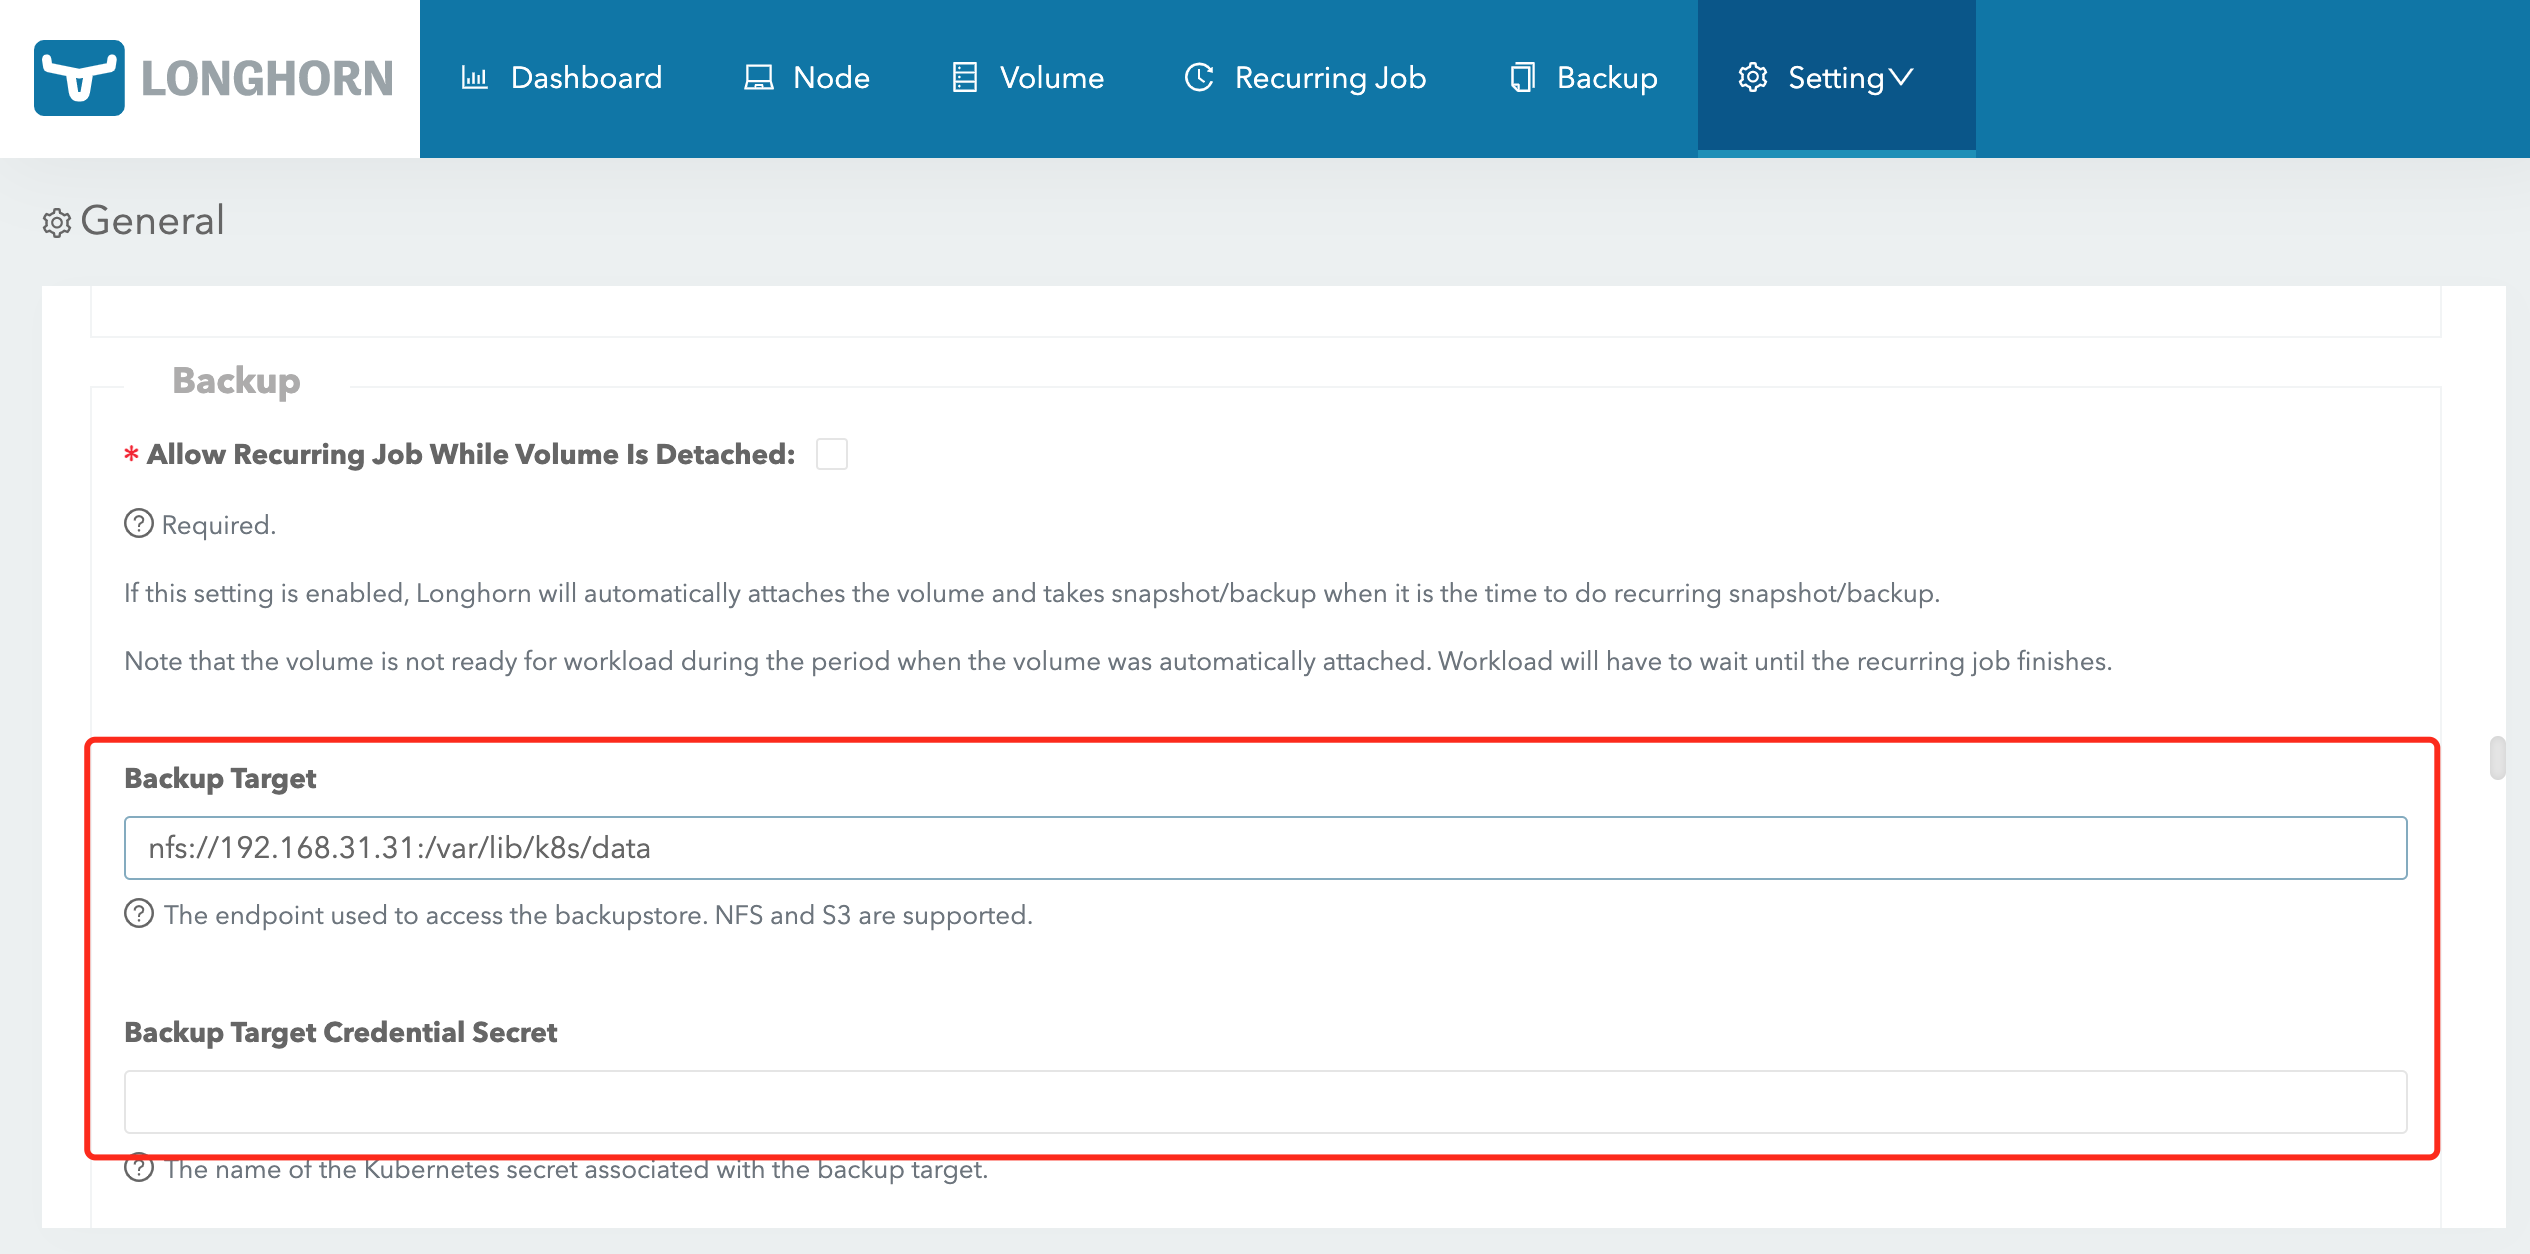 LONGHORN
Dashboard Node Volume Recurring Job Backup Setting
General
Backup
* Allow Recurring Job While Volume Is Detached:
Required.
If this setting is enabled, Longhorn will automatically attaches the volume and takes snapshot/backup when it is the time to do recurring snapshot/backup.
Note that the volume is not ready for workload during the period when the volume was automatically attached. Workload will have to wait until the recurring job finishes.
Backup Target
nfs://192.168.31.31:/var/lib/k8s/data
The endpoint used to access the backupstore. NFS and S3 are supported.
Backup Target Credential Secret
The name of the Kubernetes secret associated with the backup target.